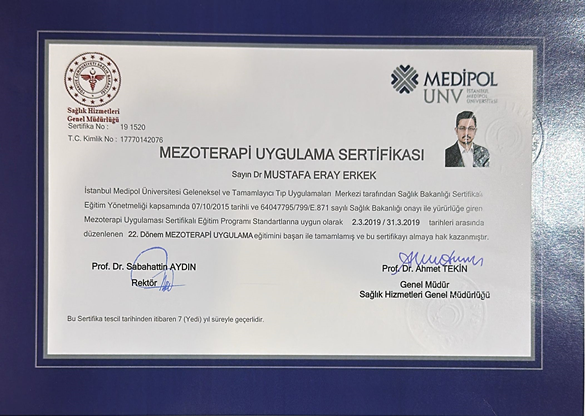 Sağlık Hizmetleri
Genel Müdürlüğü
Sertifika No : 19 1520
T.C. Kimlik No : 17770142076
MEDİPOL
UNV İSTANBUL MEDİPOL ÜNİVERSİTESİ
MEZOTERAPİ UYGULAMA SERTİFİKASI
Sayın Dr MUSTAFA ERAY ERKEK
İstanbul Medipol Üniversitesi Geleneksel ve Tamamlayıcı Tıp Uygulamaları Merkezi tarafından Sağlık Bakanlığı Sertifikalı
Eğitim Yönetmeliği kapsamında 07/10/2015 tarihli ve 64047795/799/E.871 sayılı Sağlık Bakanlığı onayı ile yürürlüğe giren
Mezoterapi Uygulaması Sertifikalı Eğitim Programı Standartlarına uygun olarak 2.3.2019 / 31.3.2019 tarihleri arasında
düzenlenen 22. Dönem MEZOTERAPİ UYGULAMA eğitimini başarı ile tamamlamış ve bu sertifikayı almaya hak kazanmıştır.
Prof. Dr. Sabahattin AYDIN
Rektör
Prof. Dr. Ahmet TEKİN
Genel Müdür
Sağlık Hizmetleri Genel Müdürlüğü
Bu Sertifika tescil tarihinden itibaren 7 (Yedi) yıl süreyle geçerlidir.